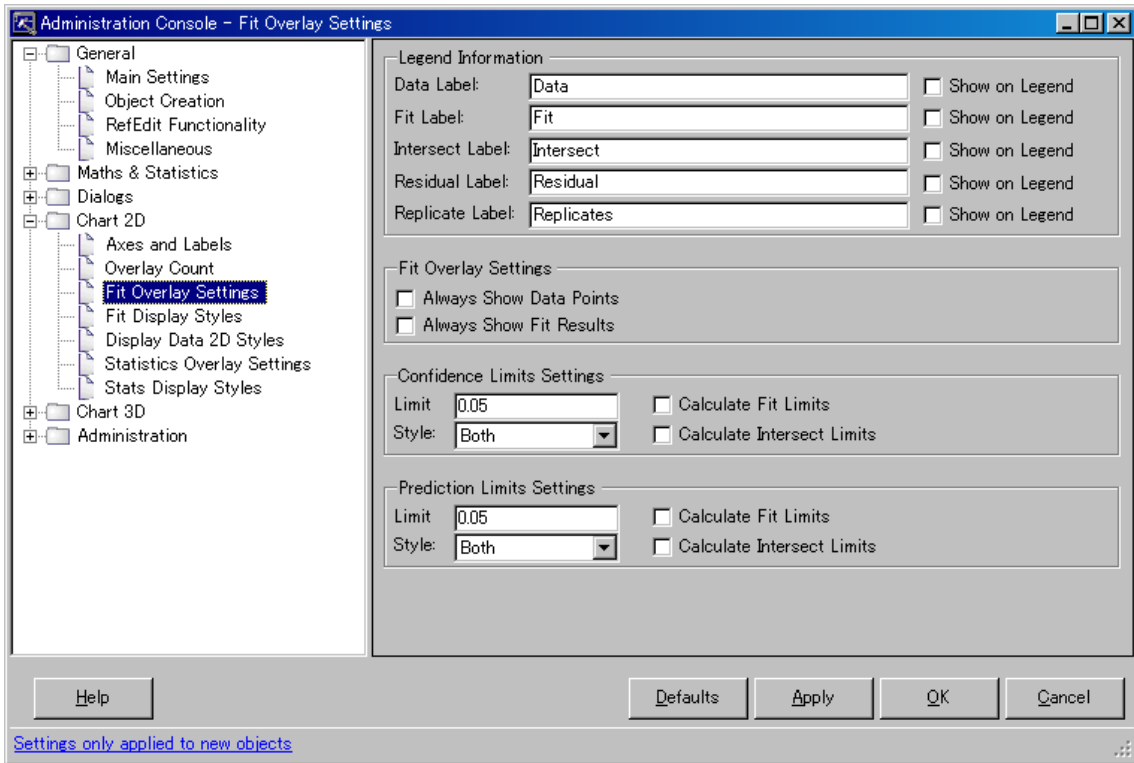 Administration Console - Fit Overlay Settings
General
Main Settings
Object Creation
RefEdit Functionality
Miscellaneous
Maths & Statistics
Dialogs
Chart 2D
Axes and Labels
Overlay Count
Fit Overlay Settings
Fit Display Styles
Display Data 2D Styles
Statistics Overlay Settings
Stats Display Styles
Chart 3D
Administration
Legend Information
Data Label: Data Show on Legend
Fit Label: Fit Show on Legend
Intersect Label: Intersect Show on Legend
Residual Label: Residual Show on Legend
Replicate Label: Replicates Show on Legend
Fit Overlay Settings
Always Show Data Points
Always Show Fit Results
Confidence Limits Settings
Limit 0.05 Calculate Fit Limits
Style: Both Calculate Intersect Limits
Prediction Limits Settings
Limit 0.05 Calculate Fit Limits
Style: Both Calculate Intersect Limits
Help Defaults Apply OK Cancel
Settings only applied to new objects